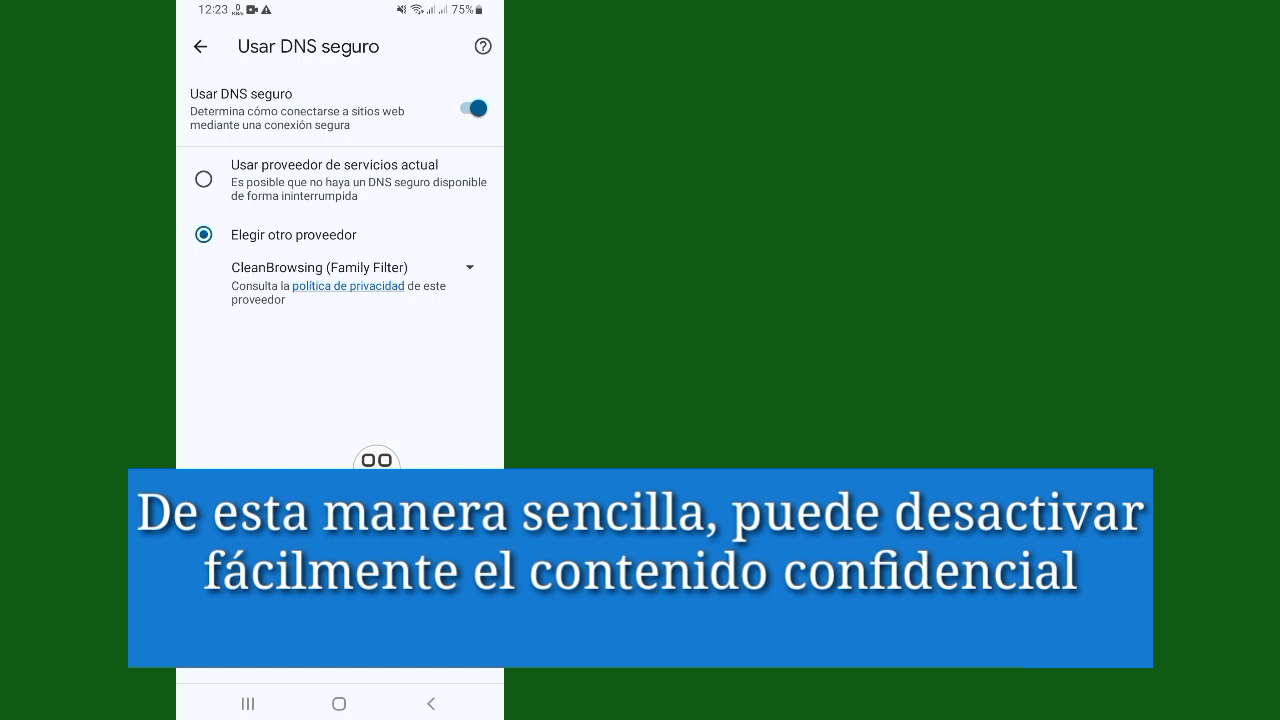 12:23 75%
Usar DNS seguro
Usar DNS seguro
Determina cómo conectarse a sitios web
mediante una conexión segura
Usar proveedor de servicios actual
Es posible que no haya un DNS seguro disponible
de forma ininterrumpida
Elegir otro proveedor
CleanBrowsing (Family Filter)
Consulta la política de privacidad de este
proveedor
De esta manera sencilla, puede desactivar
fácilmente el contenido confidencial